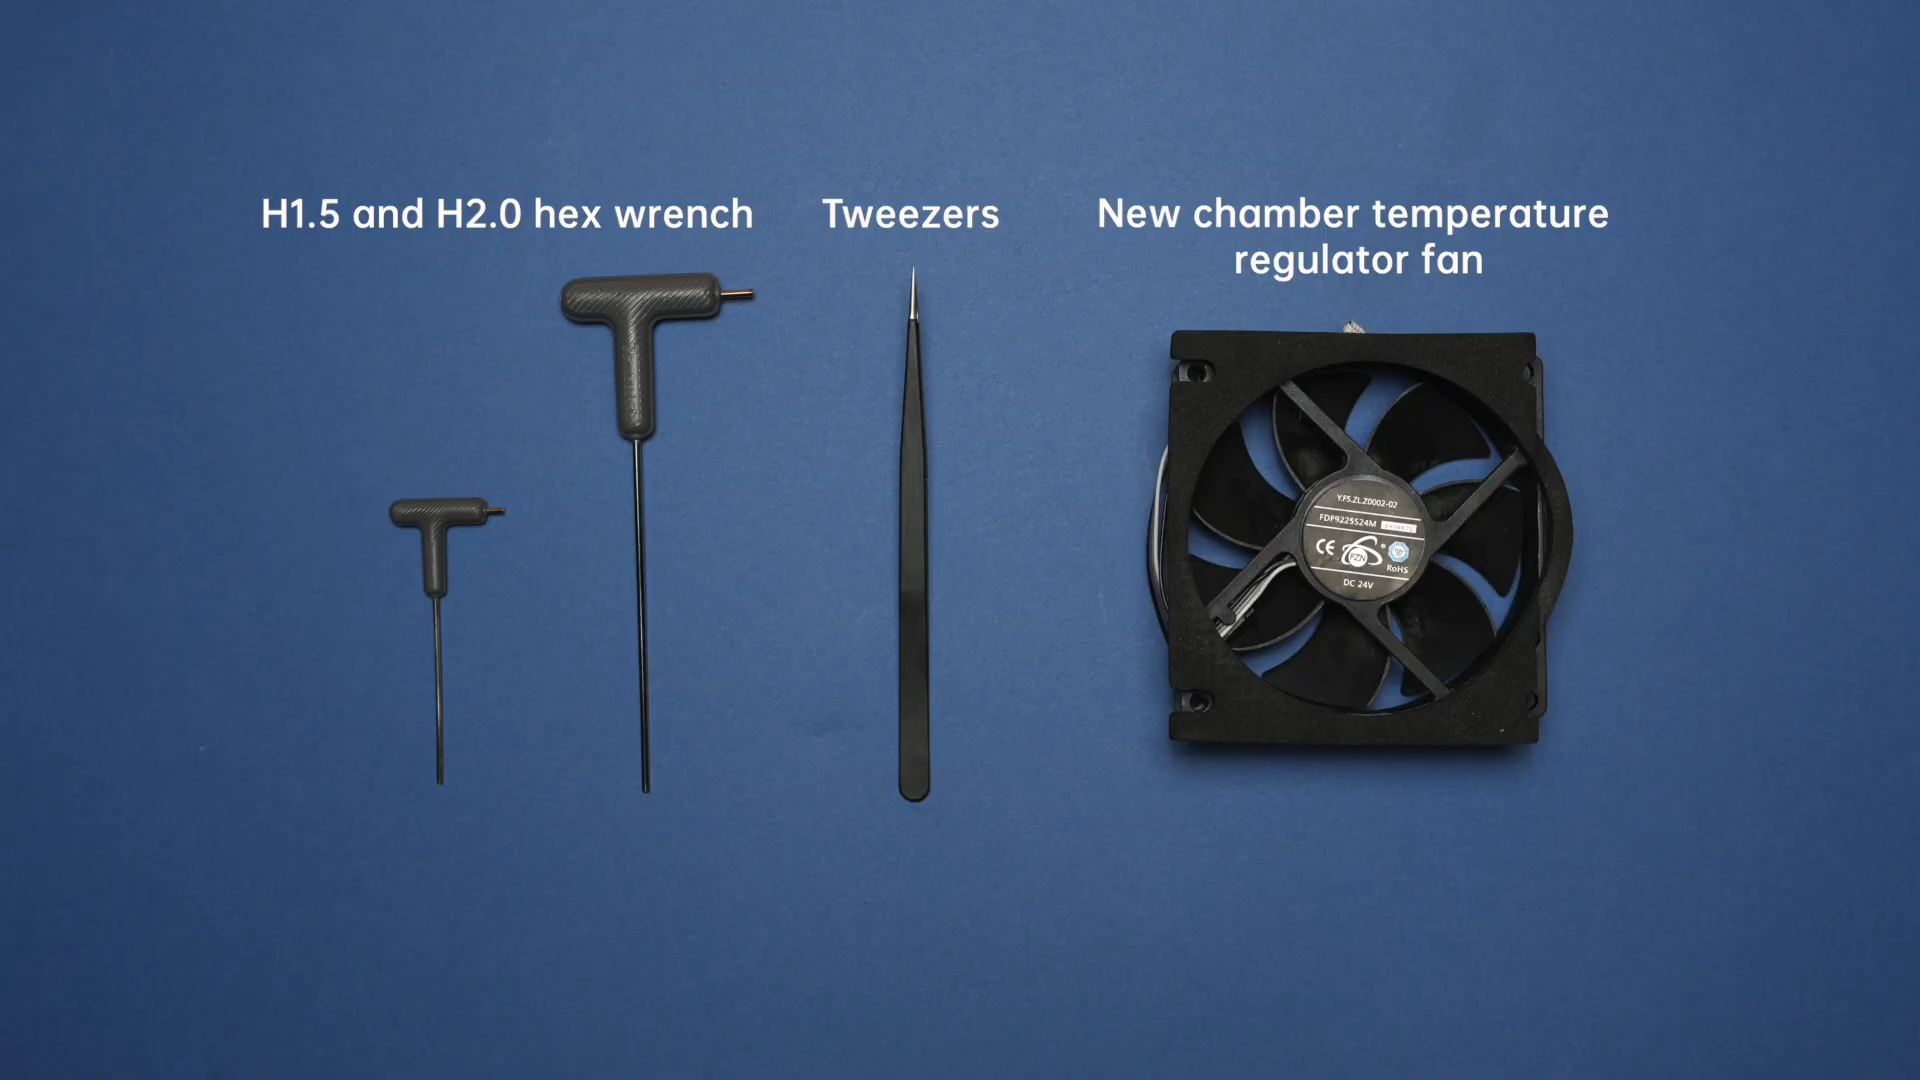 H1.5 and H2.0 hex wrench
Tweezers
New chamber temperature
regulator fan
Y.FS.ZL.Z0002-02
FDF9225S24M
CE
FZN
RoHS
DC 24V